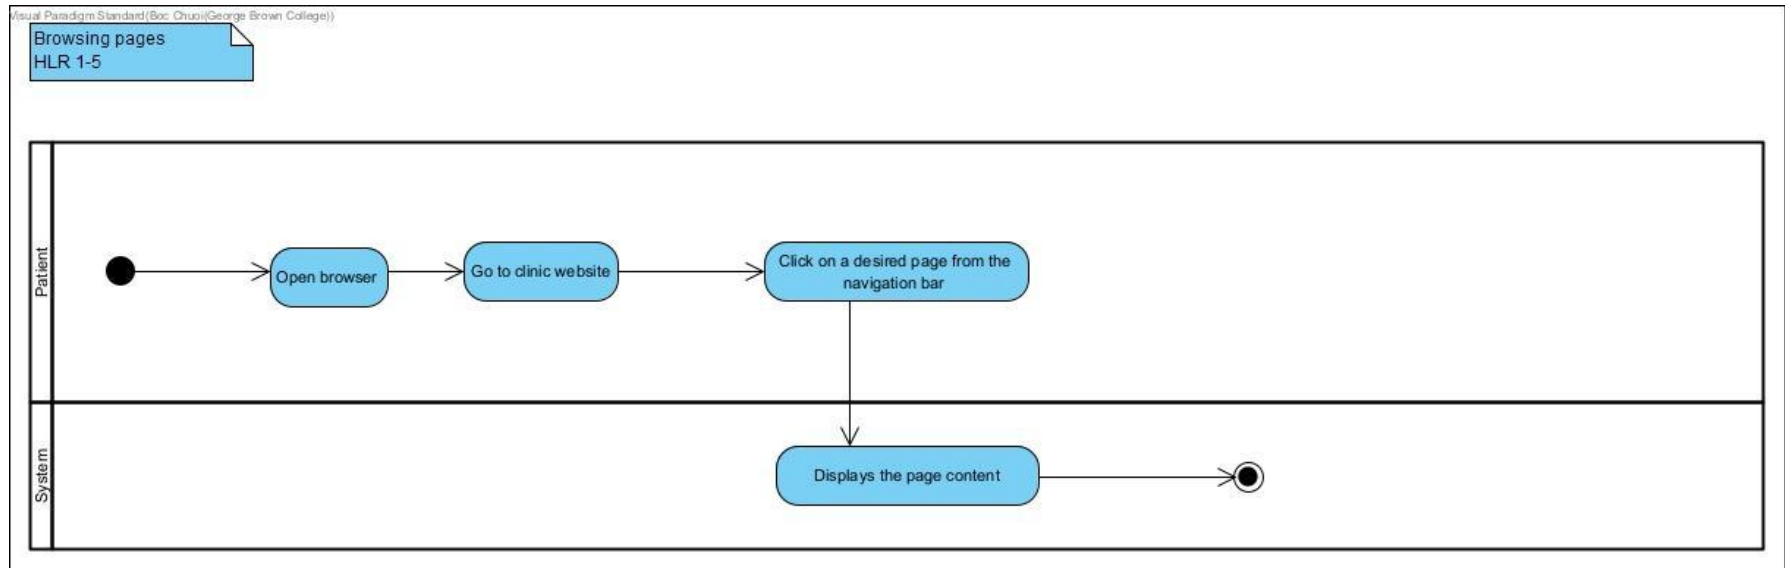 Visual Paradigm Standard(Boc Chuoi(George Brown College))
Browsing pages
HLR 1-5
Patient
Open browser
Go to clinic website
Click on a desired page from the
navigation bar
System
Displays the page content